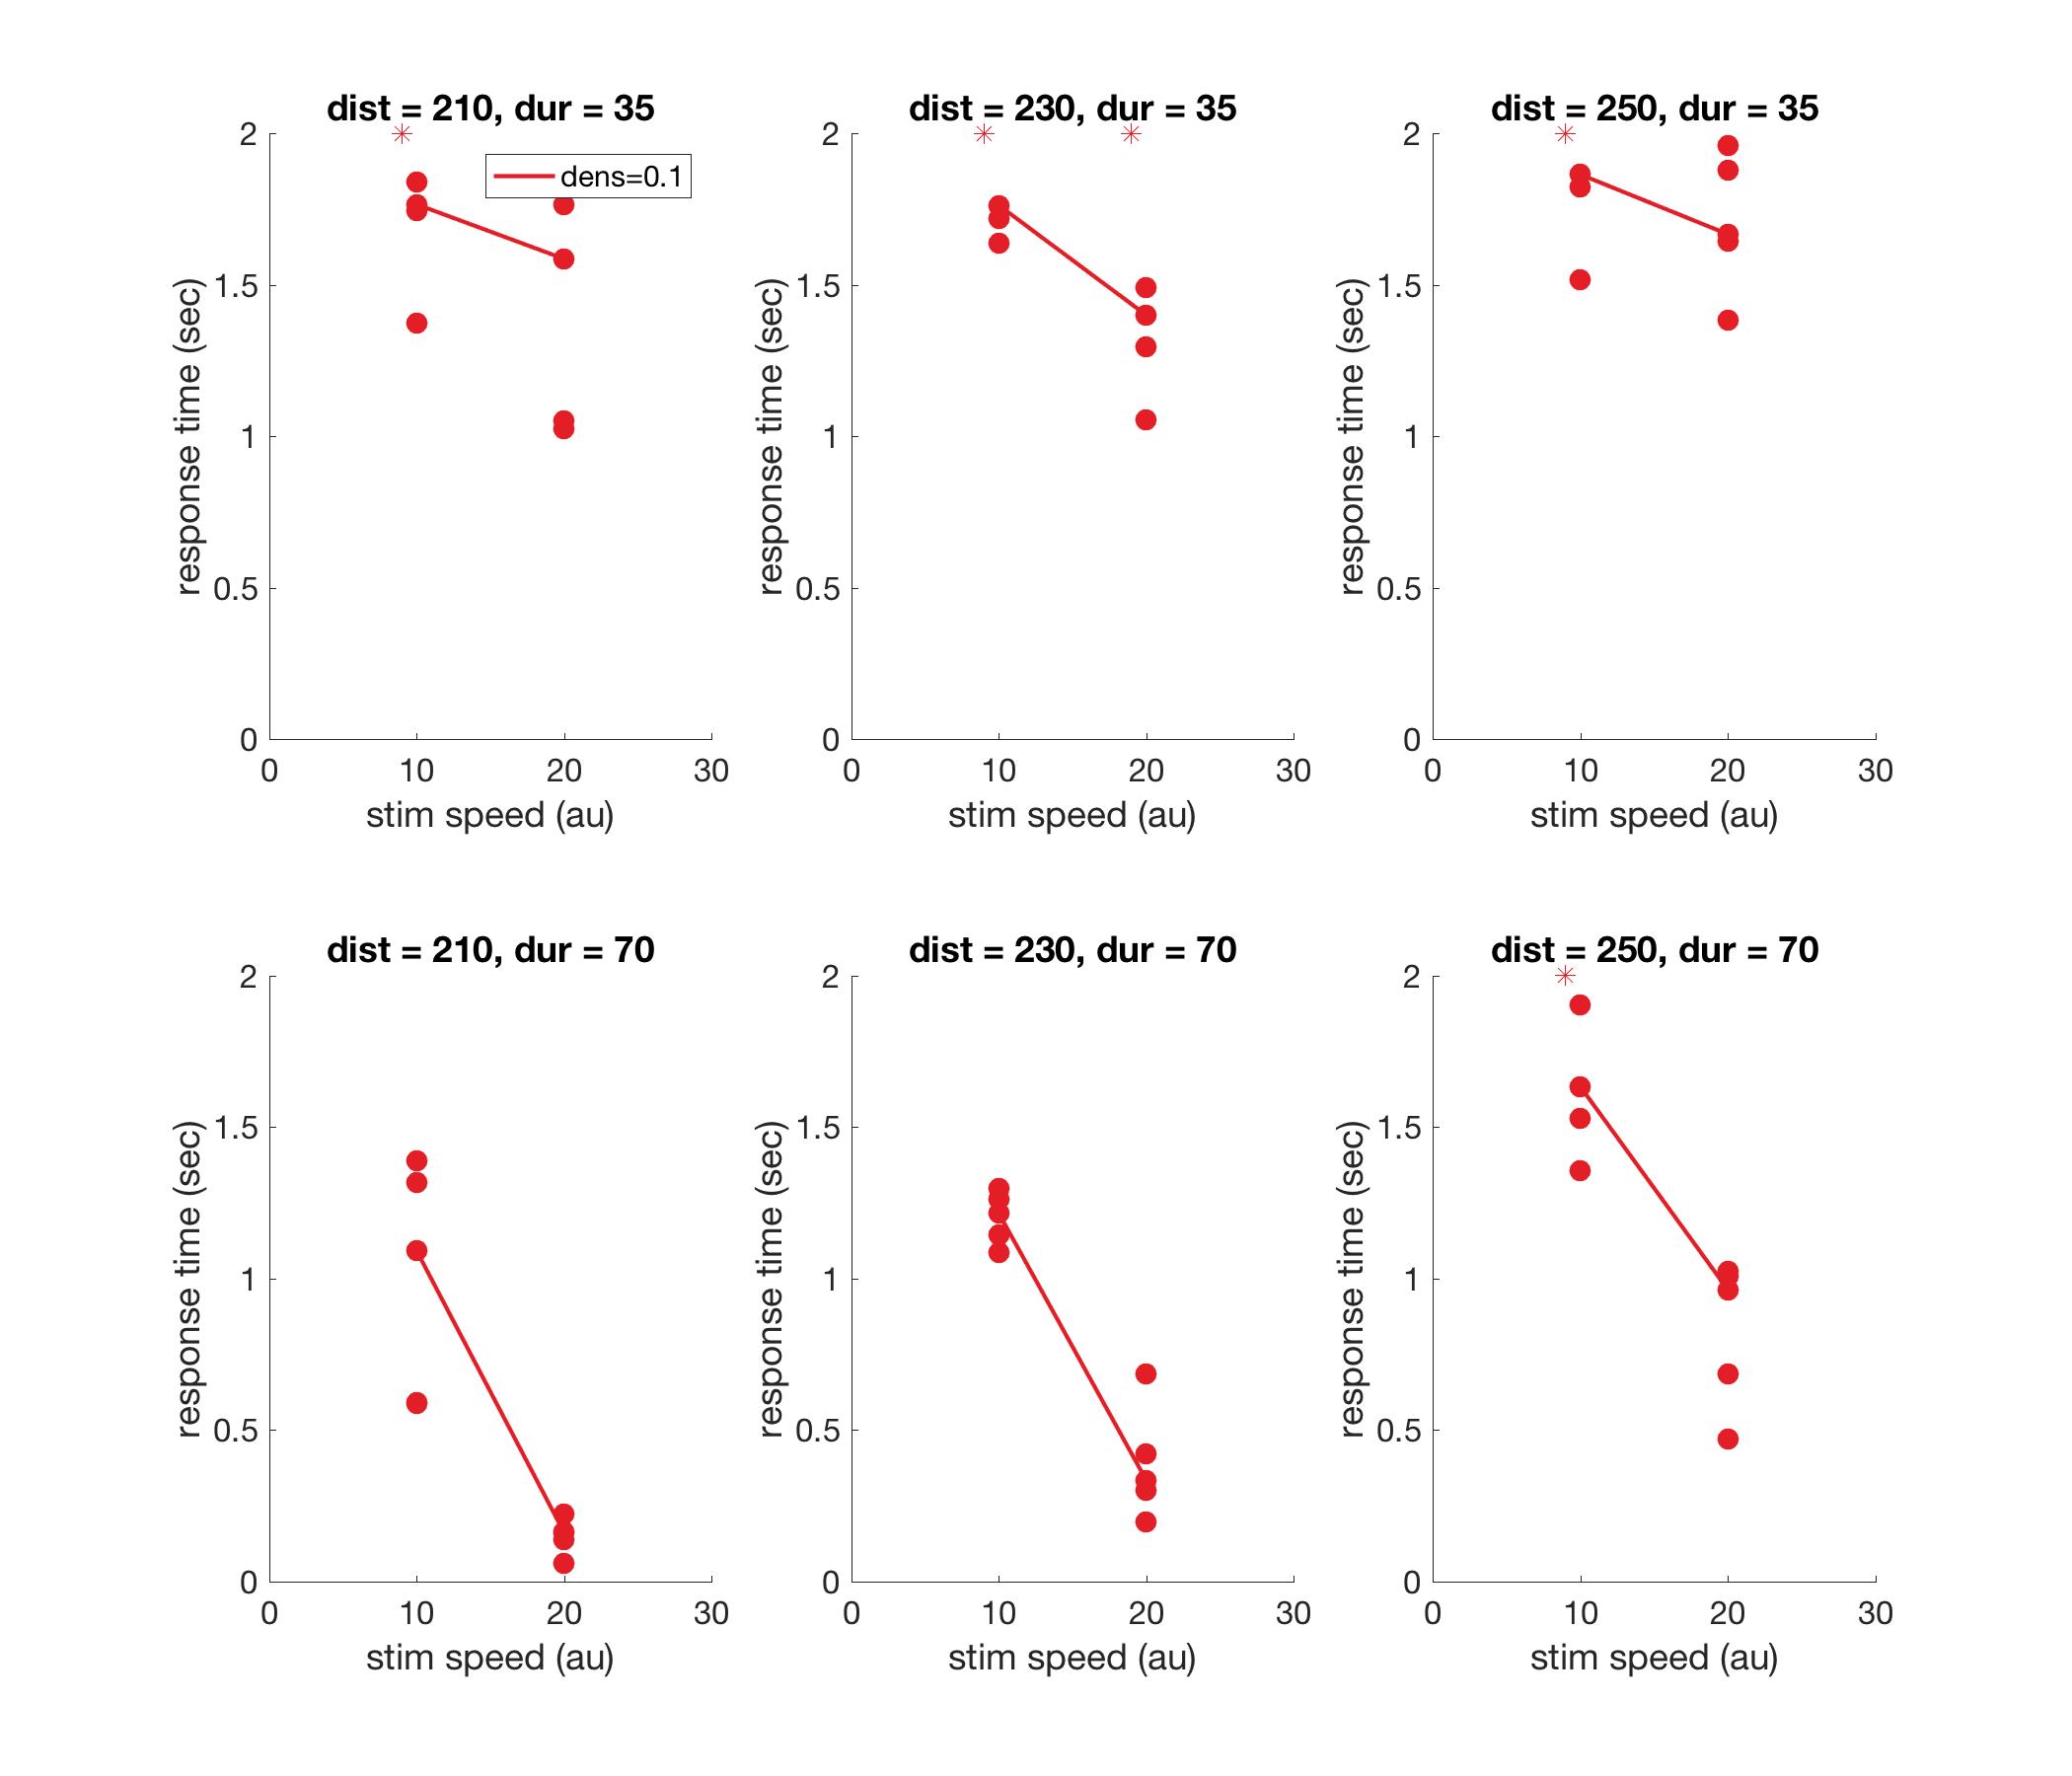 dist = 210, dur = 35
dist = 230, dur = 35
dist = 250, dur = 35
dens=0.1
response time (sec)
2
1.5
1
0.5
0
0 10 20 30
stim speed (au)
response time (sec)
2
1.5
1
0.5
0
0 10 20 30
stim speed (au)
response time (sec)
2
1.5
1
0.5
0
0 10 20 30
stim speed (au)
dist = 210, dur = 70
dist = 230, dur = 70
dist = 250, dur = 70
response time (sec)
2
1.5
1
0.5
0
0 10 20 30
stim speed (au)
response time (sec)
2
1.5
1
0.5
0
0 10 20 30
stim speed (au)
response time (sec)
2
1.5
1
0.5
0
0 10 20 30
stim speed (au)